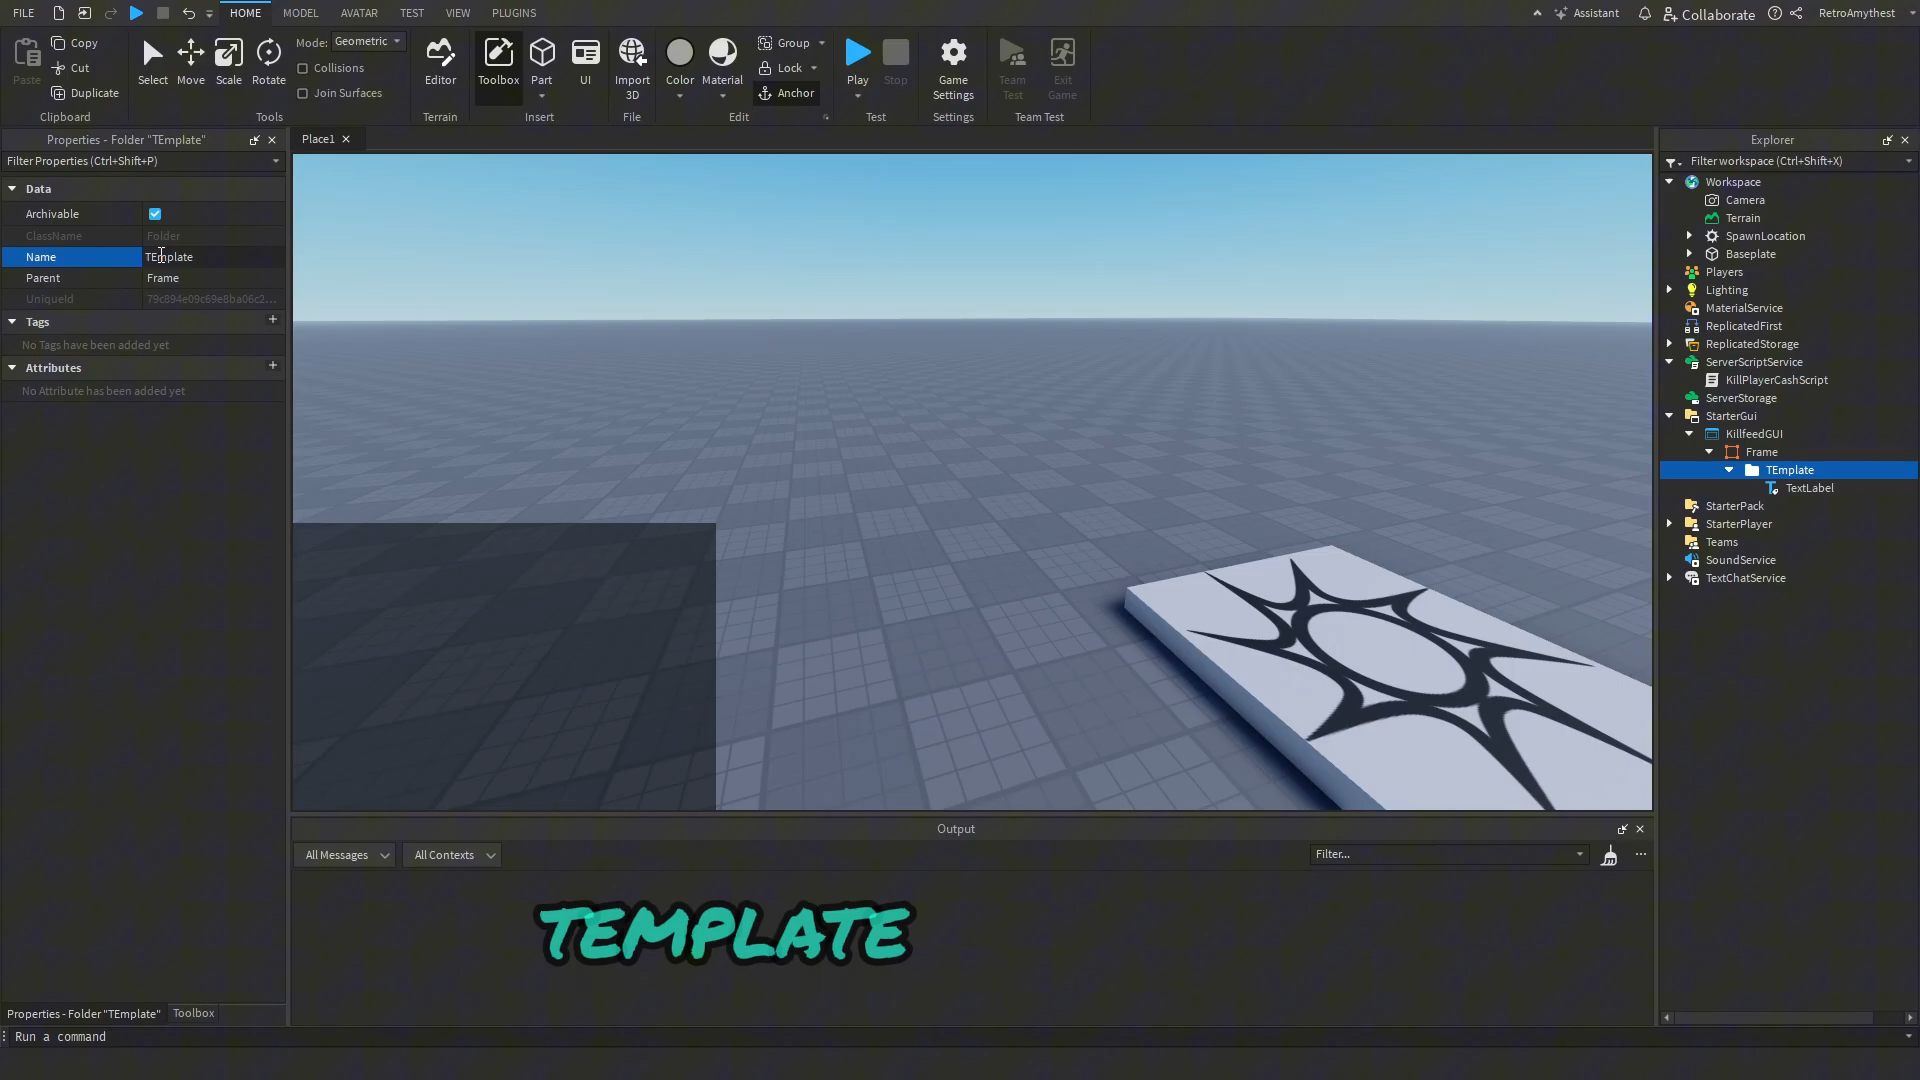 FILE HOME MODEL AVATAR TEST VIEW PLUGINS Assistant Collaborate RetroAmythest
Paste Copy Cut Duplicate Clipboard
Select Move Scale Rotate Mode: Geometric Collisions Join Surfaces Tools
Editor Terrain
Toolbox Part UI Insert
Import 3D File
Color Material Group Lock Anchor Edit
Play Stop Test
Game Settings Settings
Team Test Exit Game Team Test
Properties - Folder "TEmplate"
Filter Properties (Ctrl+Shift+P)
Data
Archivable
ClassName Folder
Name TEmplate
Parent Frame
UniqueId 79c894e09c69e8ba06c2...
Tags +
No Tags have been added yet
Attributes +
No Attribute has been added yet
Properties - Folder "TEmplate" Toolbox
Place1
Output
All Messages All Contexts Filter...
TEMPLATE
Explorer
Filter workspace (Ctrl+Shift+X)
Workspace
Camera
Terrain
SpawnLocation
Baseplate
Players
Lighting
MaterialService
ReplicatedFirst
ReplicatedStorage
ServerScriptService
KillPlayerCashScript
ServerStorage
StarterGui
KillfeedGUI
Frame
TEmplate
TextLabel
StarterPack
StarterPlayer
Teams
SoundService
TextChatService
Run a command